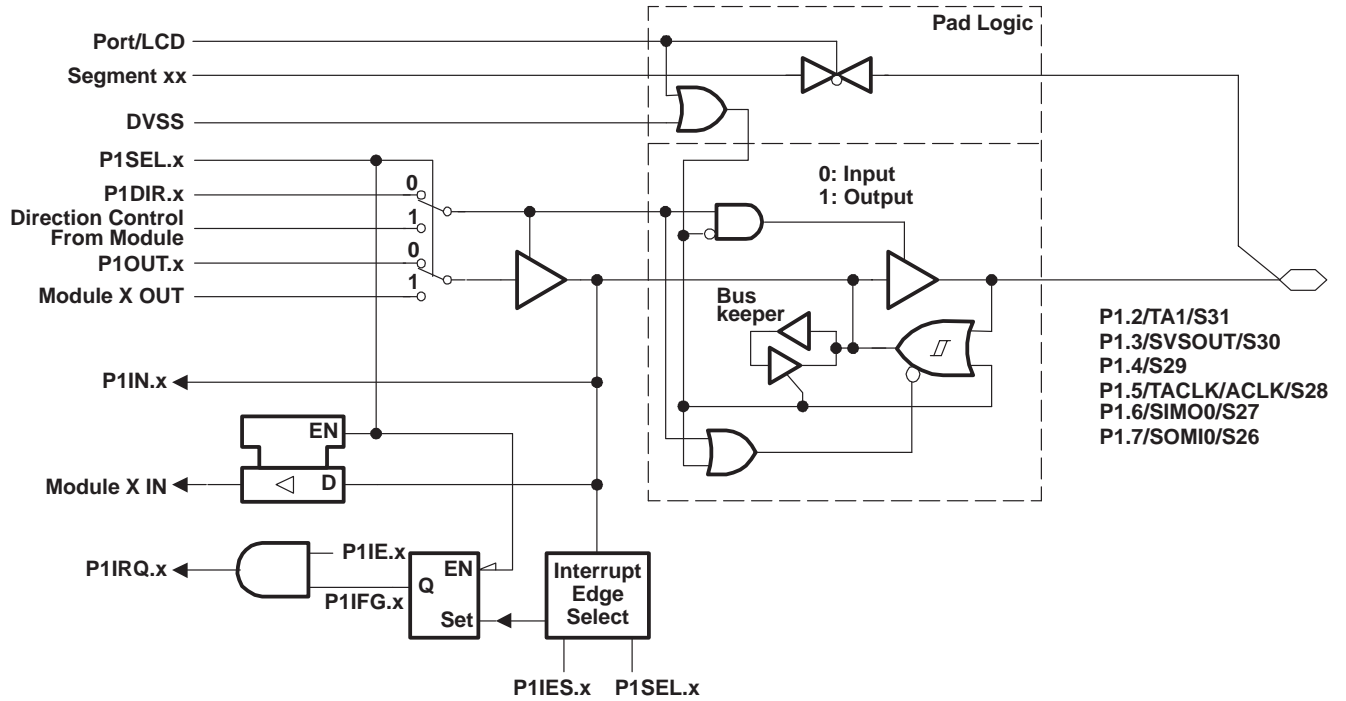 Pad Logic
Port/LCD
Segment xx
DVSS
P1SEL.x
0: Input
1: Output
P1DIR.x
0
Direction Control
From Module
1
P1OUT.x
0
Module X OUT
1
Bus
keeper
P1.2/TA1/S31
P1.3/SVSOUT/S30
P1.4/S29
P1.5/TACLK/ACLK/S28
P1.6/SIMO0/S27
P1.7/SOMI0/S26
P1IN.x
EN
Module X IN
D
P1IE.x
P1IRQ.x
P1IFG.x
EN
Q
Set
Interrupt
Edge
Select
P1IES.x
P1SEL.x